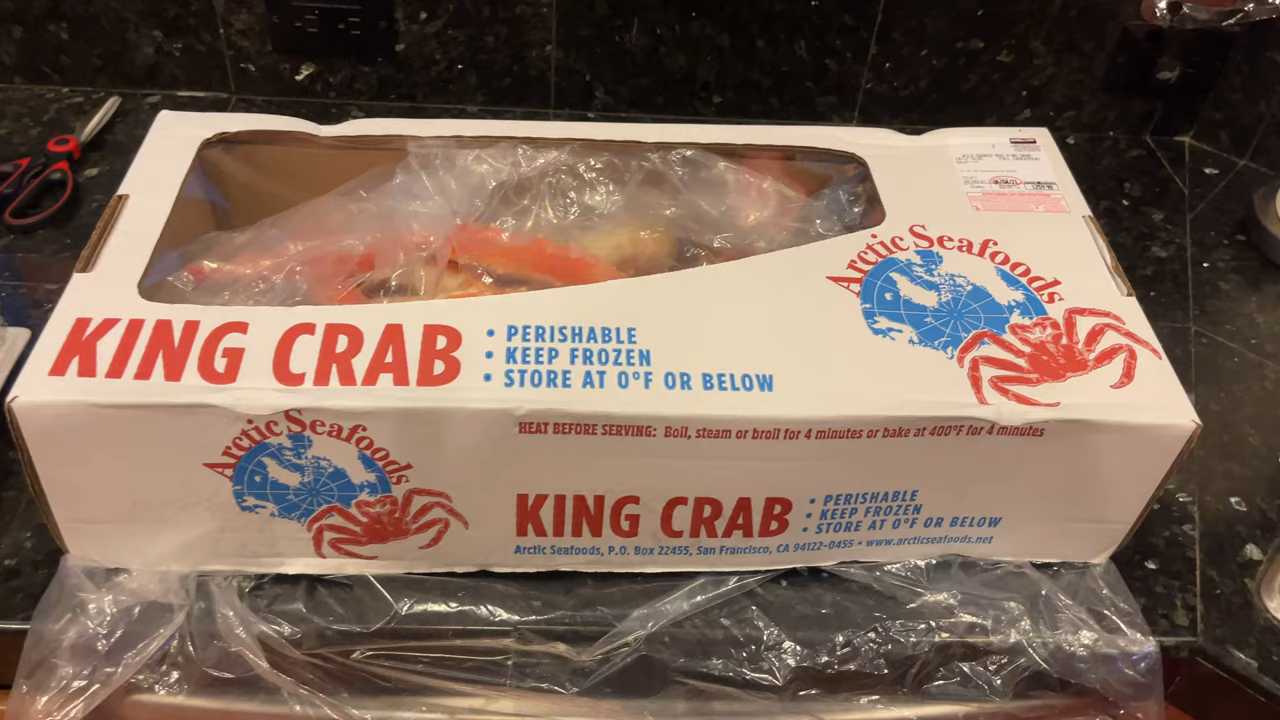 Arctic Seafoods
KING CRAB
• PERISHABLE
• KEEP FROZEN
• STORE AT 0°F OR BELOW
Arctic Seafoods
HEAT BEFORE SERVING: Boil, steam or broil for 4 minutes or bake at 400°F for 4 minutes
KING CRAB
• PERISHABLE
• KEEP FROZEN
• STORE AT 0°F OR BELOW
Arctic Seafoods, P.O. Box 22455, San Francisco, CA 94122-0455 • www.arcticseafoods.net